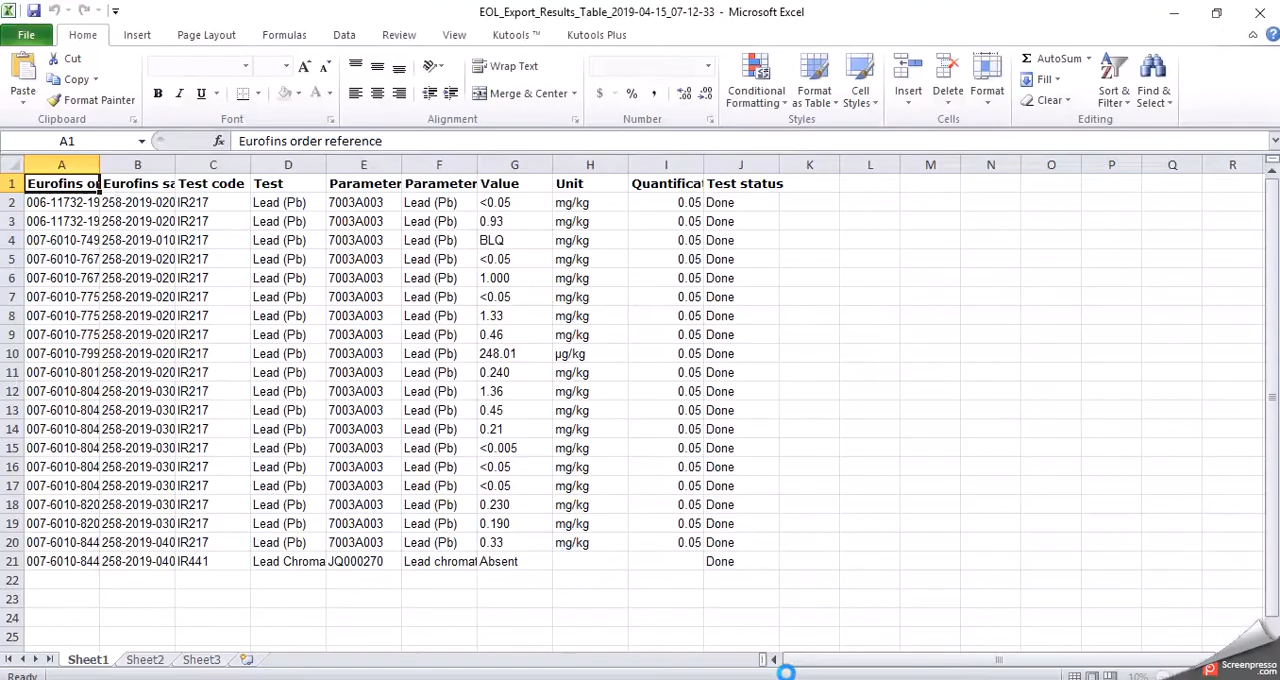 EOL_Export_Results_Table_2019-04-15_07-12-33 - Microsoft Excel
File Home Insert Page Layout Formulas Data Review View Kutools ™ Kutools Plus
Paste
Cut
Copy
Format Painter
Clipboard
B I U A A A
Font
Wrap Text
Merge & Center
Alignment
$ % ,
Number
Conditional Formatting
Format as Table
Cell Styles
Styles
Insert Delete Format
Cells
Σ AutoSum
Fill
Clear
Sort & Filter
Find & Select
Editing
A1 fx Eurofins order reference
A B C D E F G H I J K L M N O P Q R
1 Eurofins or Eurofins sa Test code Test Parameter Parameter Value Unit Quantificat Test status
2 006-11732-19 258-2019-020 IR217 Lead (Pb) 7003A003 Lead (Pb) <0.05 mg/kg 0.05 Done
3 006-11732-19 258-2019-020 IR217 Lead (Pb) 7003A003 Lead (Pb) 0.93 mg/kg 0.05 Done
4 007-6010-749 258-2019-010 IR217 Lead (Pb) 7003A003 Lead (Pb) BLQ mg/kg 0.05 Done
5 007-6010-767 258-2019-020 IR217 Lead (Pb) 7003A003 Lead (Pb) <0.05 mg/kg 0.05 Done
6 007-6010-767 258-2019-020 IR217 Lead (Pb) 7003A003 Lead (Pb) 1.000 mg/kg 0.05 Done
7 007-6010-775 258-2019-020 IR217 Lead (Pb) 7003A003 Lead (Pb) <0.05 mg/kg 0.05 Done
8 007-6010-775 258-2019-020 IR217 Lead (Pb) 7003A003 Lead (Pb) 1.33 mg/kg 0.05 Done
9 007-6010-775 258-2019-020 IR217 Lead (Pb) 7003A003 Lead (Pb) 0.46 mg/kg 0.05 Done
10 007-6010-799 258-2019-020 IR217 Lead (Pb) 7003A003 Lead (Pb) 248.01 µg/kg 0.05 Done
11 007-6010-801 258-2019-020 IR217 Lead (Pb) 7003A003 Lead (Pb) 0.240 mg/kg 0.05 Done
12 007-6010-804 258-2019-030 IR217 Lead (Pb) 7003A003 Lead (Pb) 1.36 mg/kg 0.05 Done
13 007-6010-804 258-2019-030 IR217 Lead (Pb) 7003A003 Lead (Pb) 0.45 mg/kg 0.05 Done
14 007-6010-804 258-2019-030 IR217 Lead (Pb) 7003A003 Lead (Pb) 0.21 mg/kg 0.05 Done
15 007-6010-804 258-2019-030 IR217 Lead (Pb) 7003A003 Lead (Pb) <0.005 mg/kg 0.05 Done
16 007-6010-804 258-2019-030 IR217 Lead (Pb) 7003A003 Lead (Pb) <0.05 mg/kg 0.05 Done
17 007-6010-804 258-2019-030 IR217 Lead (Pb) 7003A003 Lead (Pb) <0.05 mg/kg 0.05 Done
18 007-6010-820 258-2019-030 IR217 Lead (Pb) 7003A003 Lead (Pb) 0.230 mg/kg 0.05 Done
19 007-6010-820 258-2019-030 IR217 Lead (Pb) 7003A003 Lead (Pb) 0.190 mg/kg 0.05 Done
20 007-6010-844 258-2019-040 IR217 Lead (Pb) 7003A003 Lead (Pb) 0.33 mg/kg 0.05 Done
21 007-6010-844 258-2019-040 IR441 Lead Chroma JQ000270 Lead chromat Absent Done
22
23
24
25
Sheet1 Sheet2 Sheet3
Ready 10%
Screenpresso.com